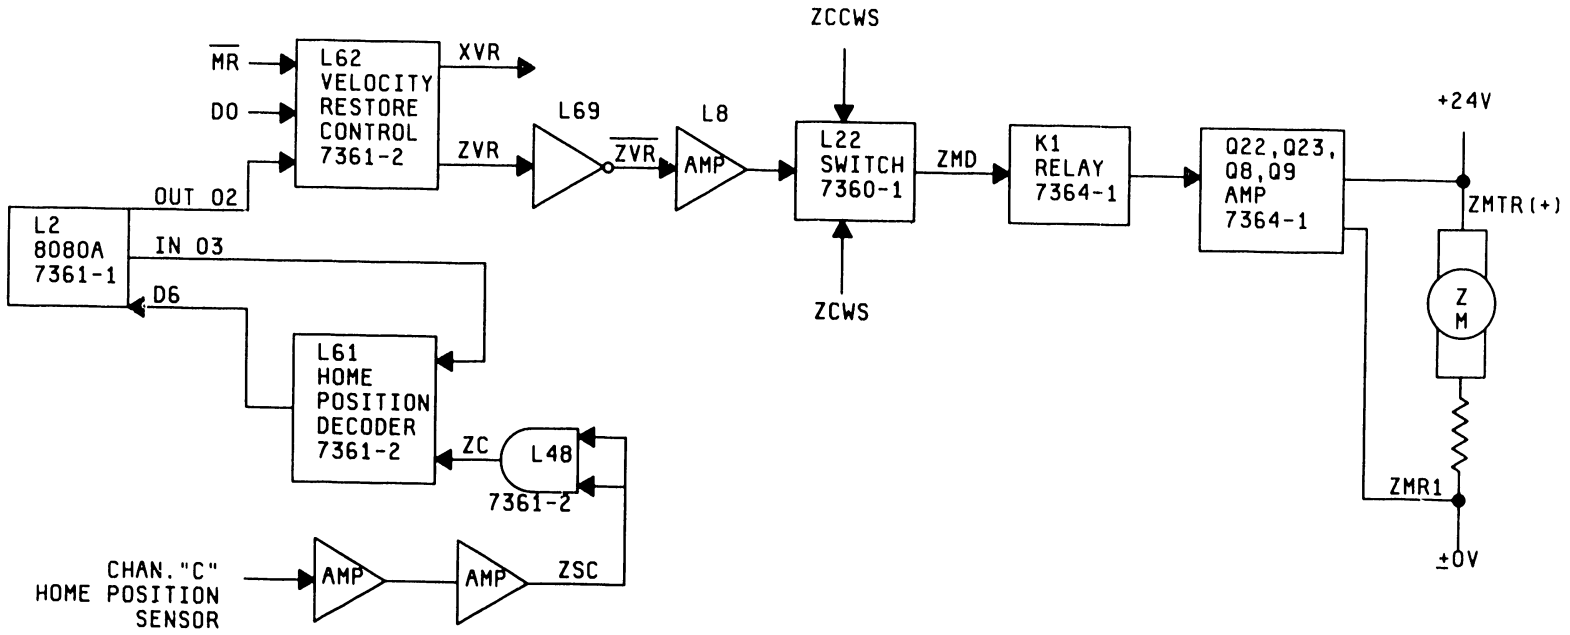 ZCCWS
MR
DO
L62
VELOCITY
RESTORE
CONTROL
7361-2
XVR
ZVR
L69
ZVR
L8
AMP
L22
SWITCH
7360-1
ZMD
K1
RELAY
7364-1
Q22,Q23,
Q8,Q9
AMP
7364-1
+24V
ZMTR(+)
OUT 02
L2
8080A
7361-1
IN 03
D6
ZCWS
Z
M
L61
HOME
POSITION
DECODER
7361-2
ZC
L48
7361-2
ZMR1
±0V
CHAN."C"
HOME POSITION
SENSOR
AMP
AMP
ZSC